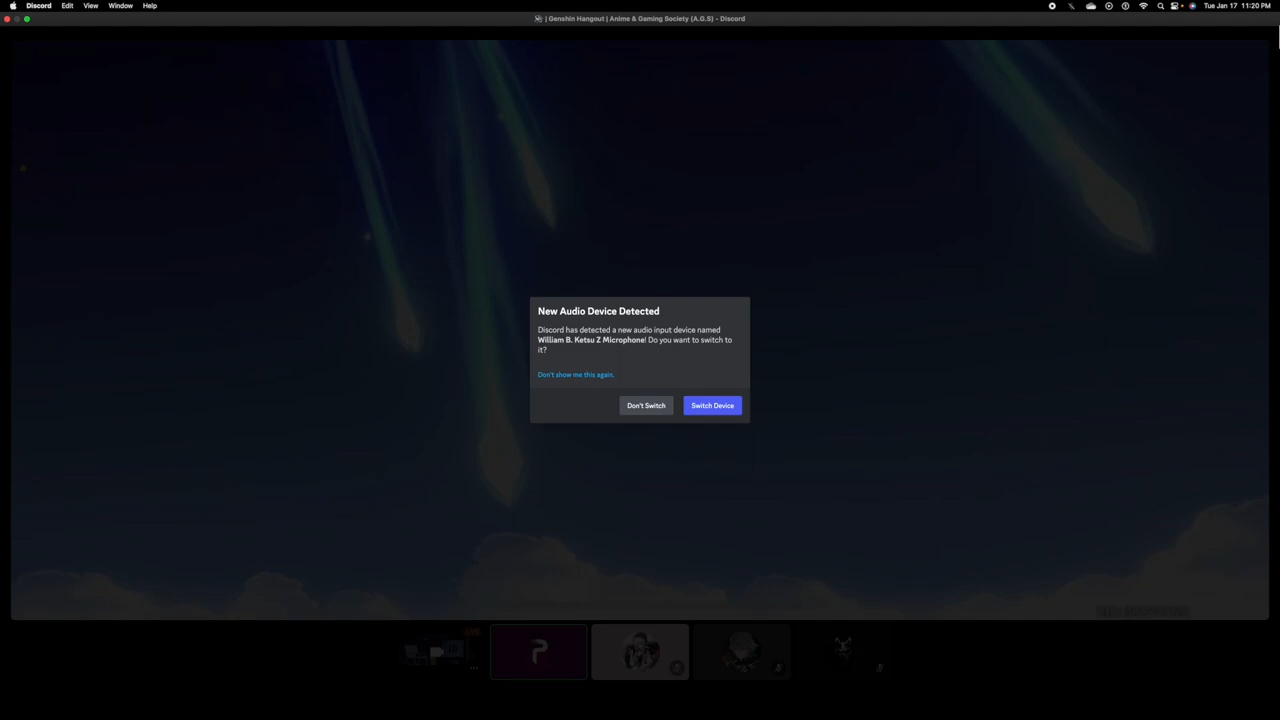 Discord Edit View Window Help
Tue Jan 17 11:20 PM
| Genshin Hangout | Anime & Gaming Society (A.G.S) - Discord
New Audio Device Detected
Discord has detected a new audio input device named
William B. Ketsu Z Microphone! Do you want to switch to
it?
Don't show me this again.
Don't Switch
Switch Device
LIVE